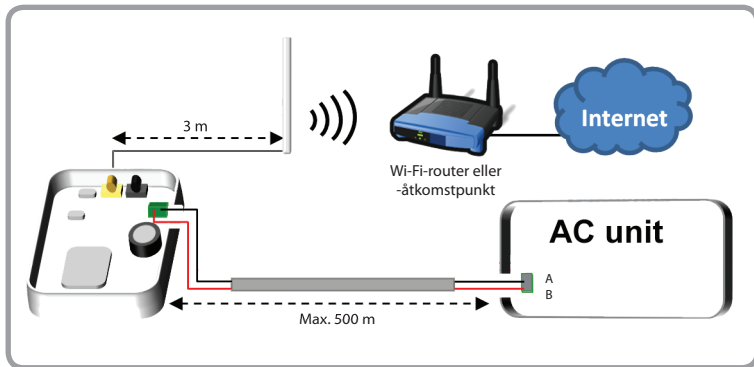 3 m
Internet
Wi-Fi-router eller
-åtkomstpunkt
AC unit
A
B
Max. 500 m